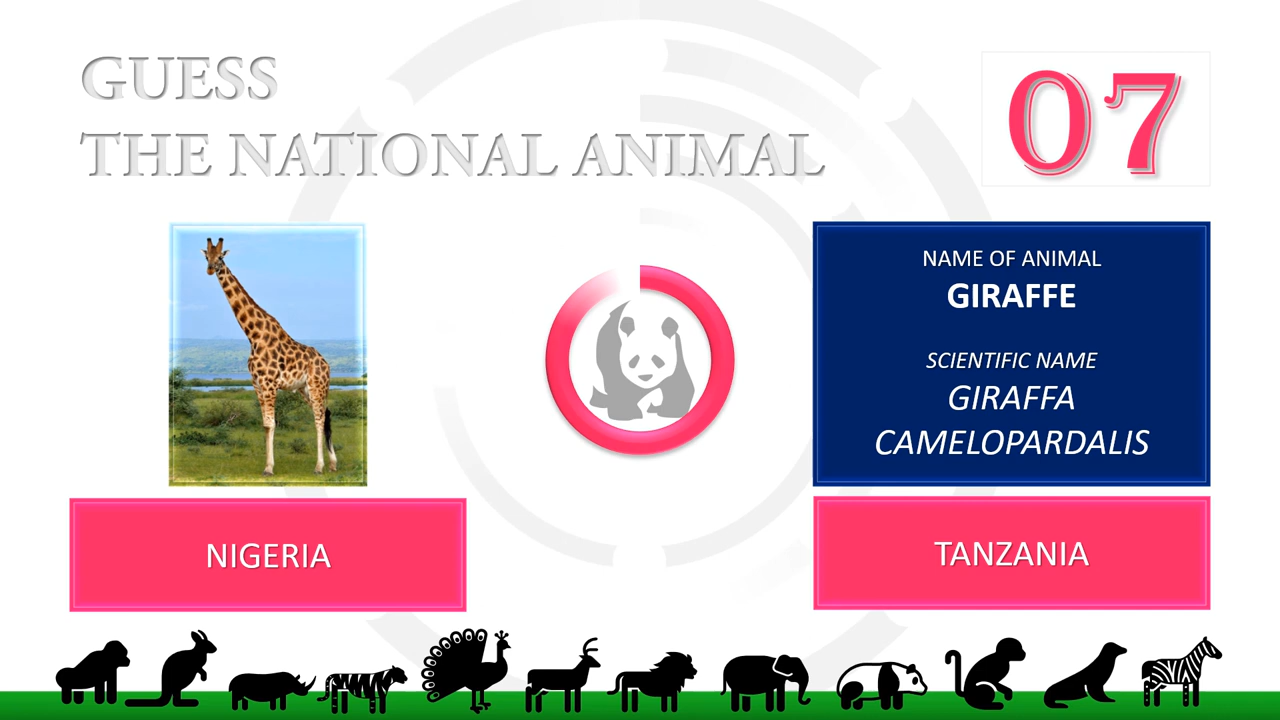 GUESS
THE NATIONAL ANIMAL
07
NAME OF ANIMAL
GIRAFFE
SCIENTIFIC NAME
GIRAFFA
CAMELOPARDALIS
NIGERIA
TANZANIA